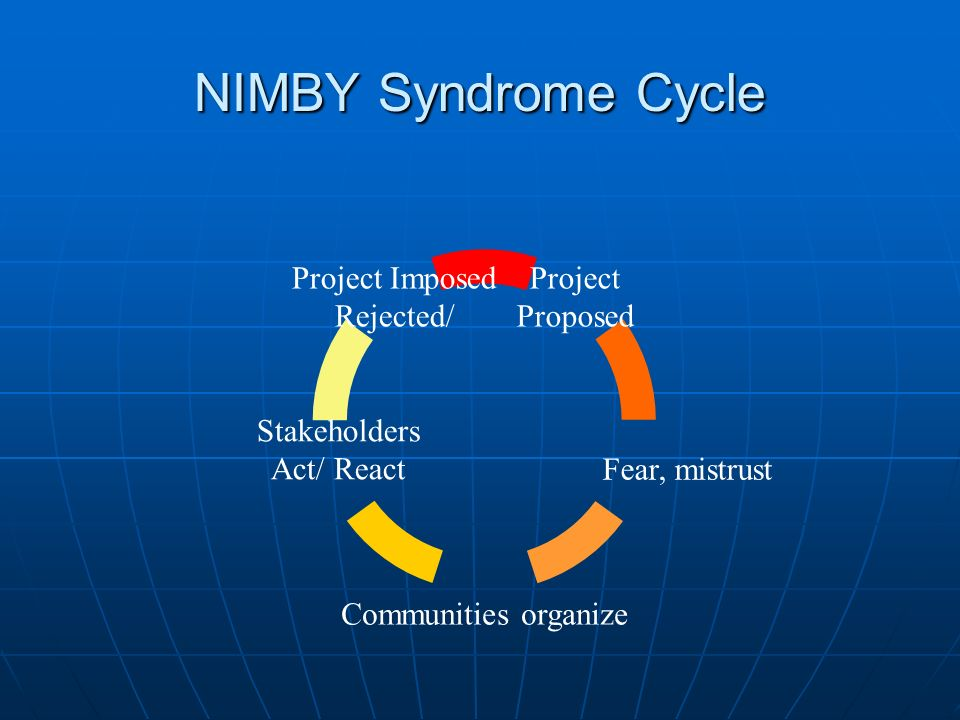 NIMBY Syndrome Cycle
Project Imposed
Rejected/
Project
Proposed
Stakeholders
Act/ React
Fear, mistrust
Communities organize